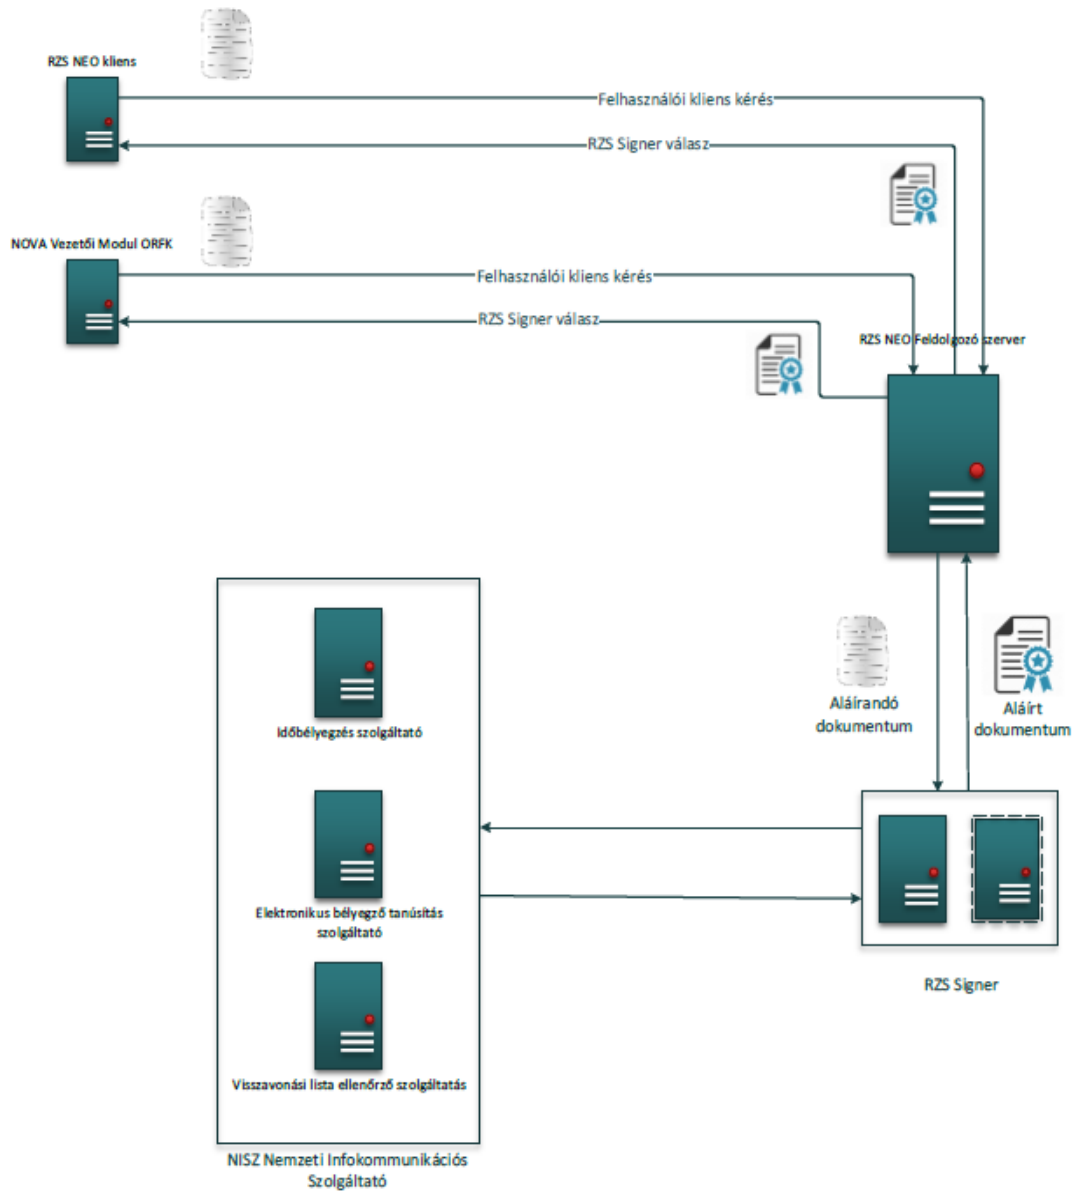 RZS NEO kliens
Felhasználói kliens kérés
RZS Signer válasz
NOVA Vezetői Modul ORFK
Felhasználói kliens kérés
RZS Signer válasz
RZS NEO Feldolgozó szerver
Aláírandó
dokumentum
Aláírt
dokumentum
Időbélyegzés szolgáltató
Elektronikus bélyegző tanúsítás
szolgáltató
Visszavonási lista ellenőrző szolgáltatás
RZS Signer
NISZ Nemzeti Infokommunikációs
Szolgáltató